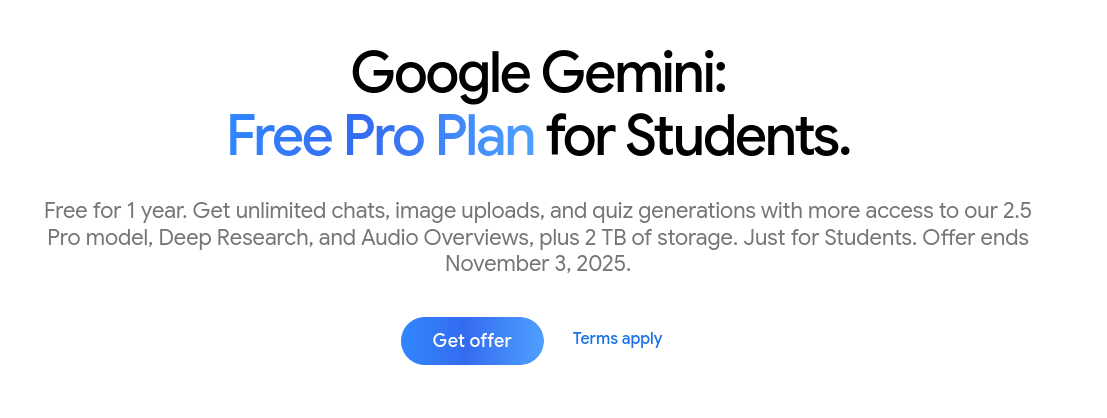 Google Gemini:
Free Pro Plan for Students.
Free for 1 year. Get unlimited chats, image uploads, and quiz generations with more access to our 2.5
Pro model, Deep Research, and Audio Overviews, plus 2 TB of storage. Just for Students. Offer ends
November 3, 2025.
Get offer
Terms apply